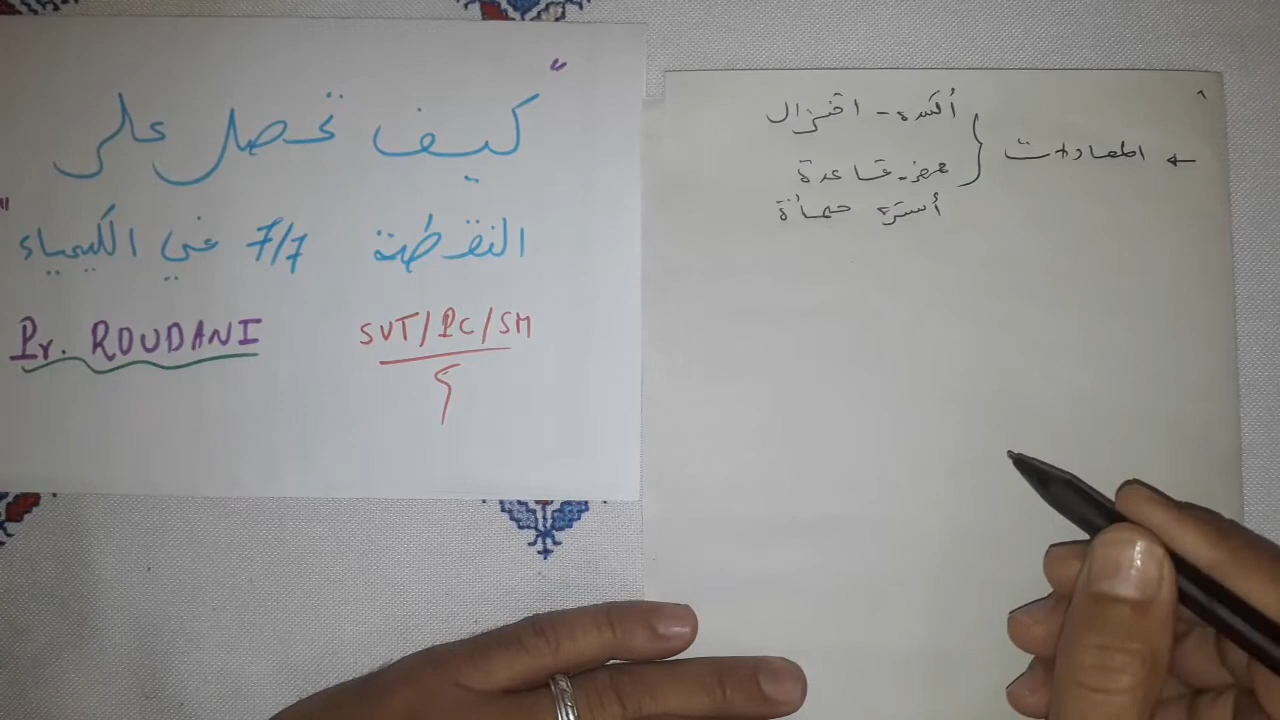 "كيف تحصل على
النقطة 7/7 في الكيمياء"
Pr. ROUDANI
SVT/PC/SM
؟
← المعادلات { أكسدة - اختزال
حمض - قاعدة
أسترة حلمأة